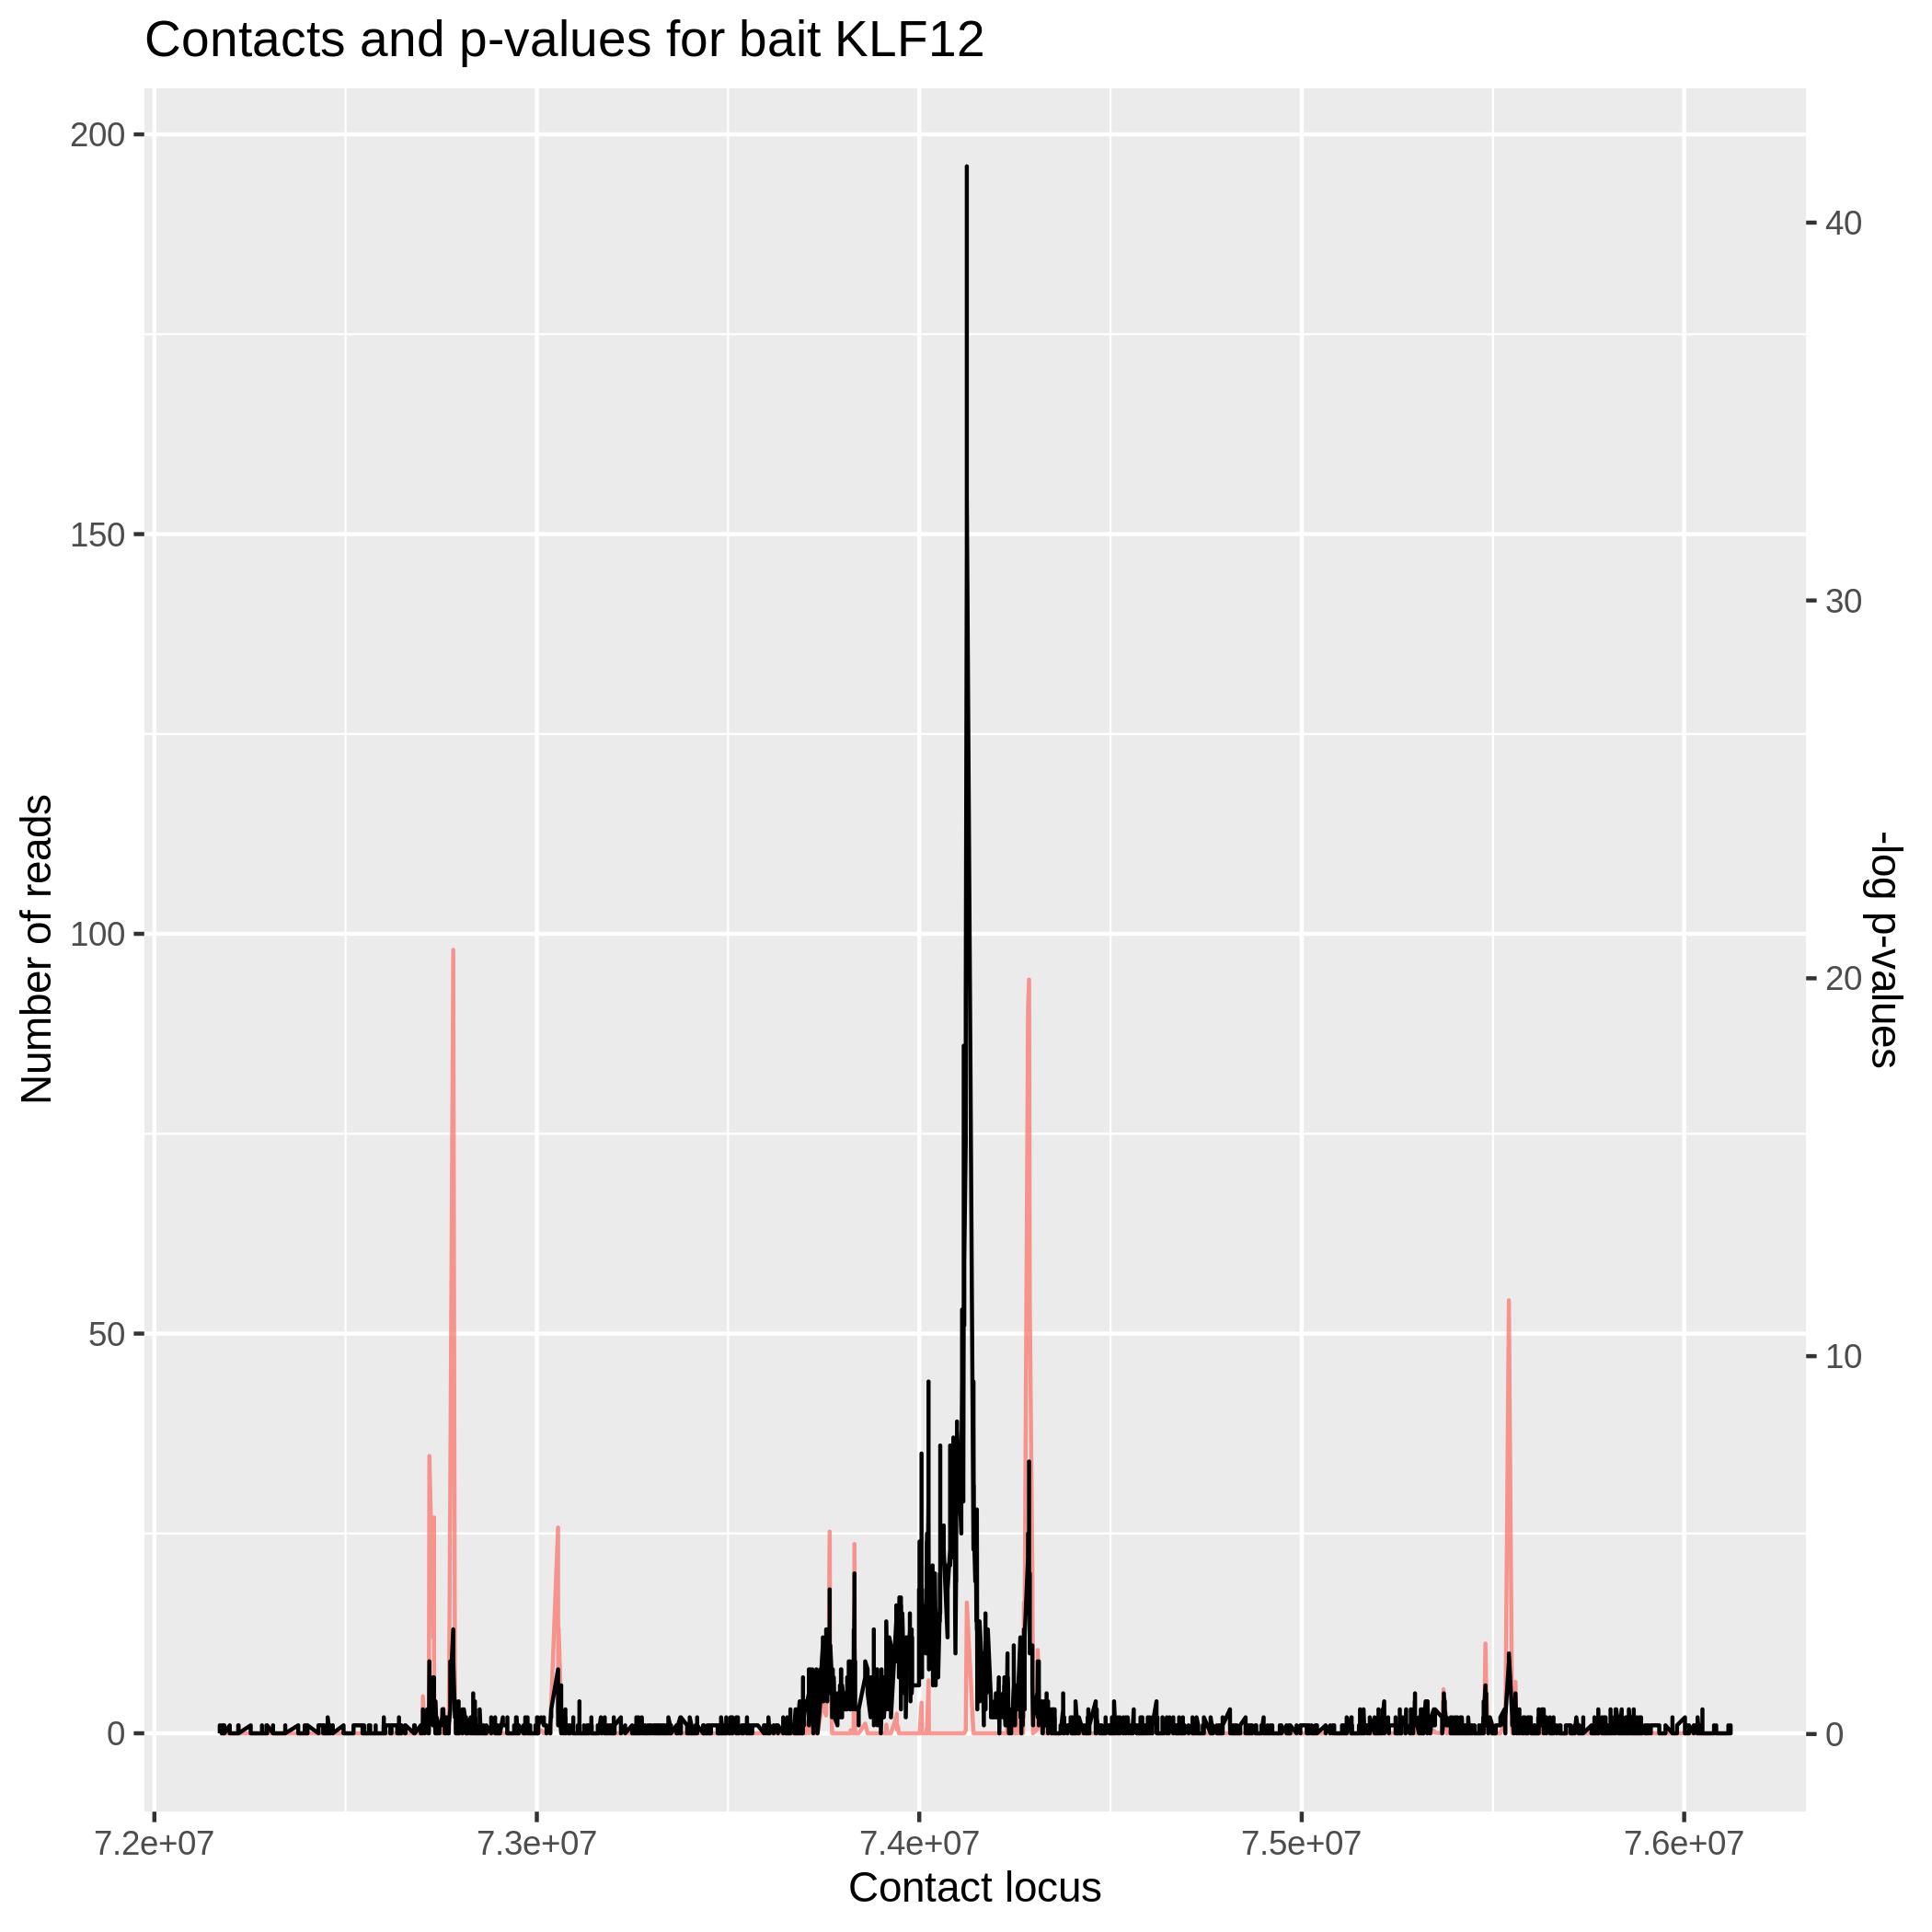 Contacts and p-values for bait KLF12
200
150
100
50
0
Number of reads
40
30
20
10
0
-log p-values
7.2e+07 7.3e+07 7.4e+07 7.5e+07 7.6e+07
Contact locus